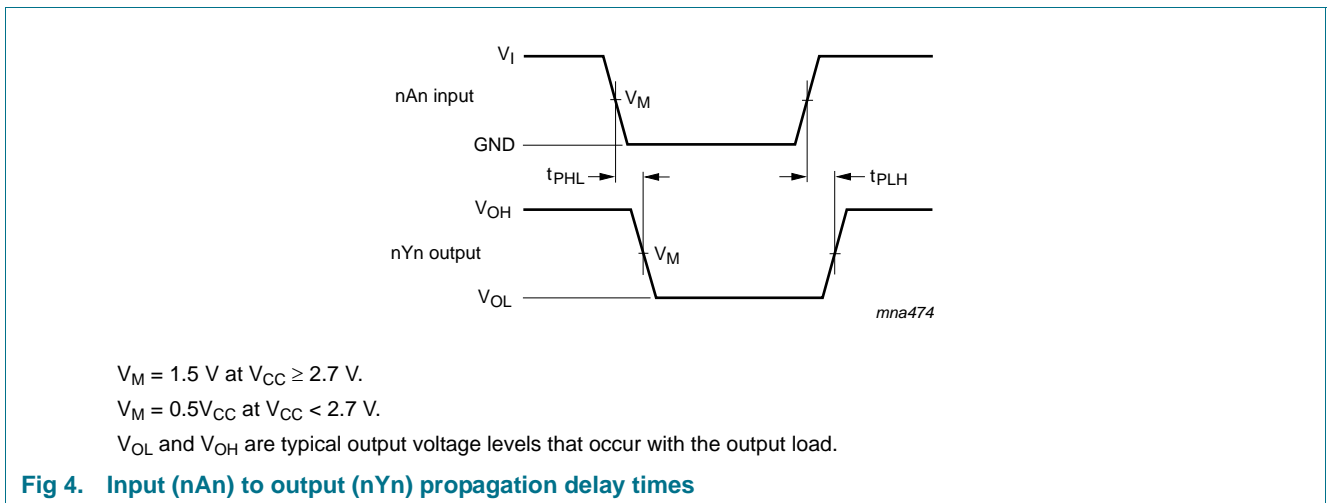 V_I
nAn input
V_M
GND
t_PHL
t_PLH
V_OH
nYn output
V_M
V_OL
mna474
V_M = 1.5 V at V_CC ≥ 2.7 V.
V_M = 0.5V_CC at V_CC < 2.7 V.
V_OL and V_OH are typical output voltage levels that occur with the output load.
Fig 4. Input (nAn) to output (nYn) propagation delay times